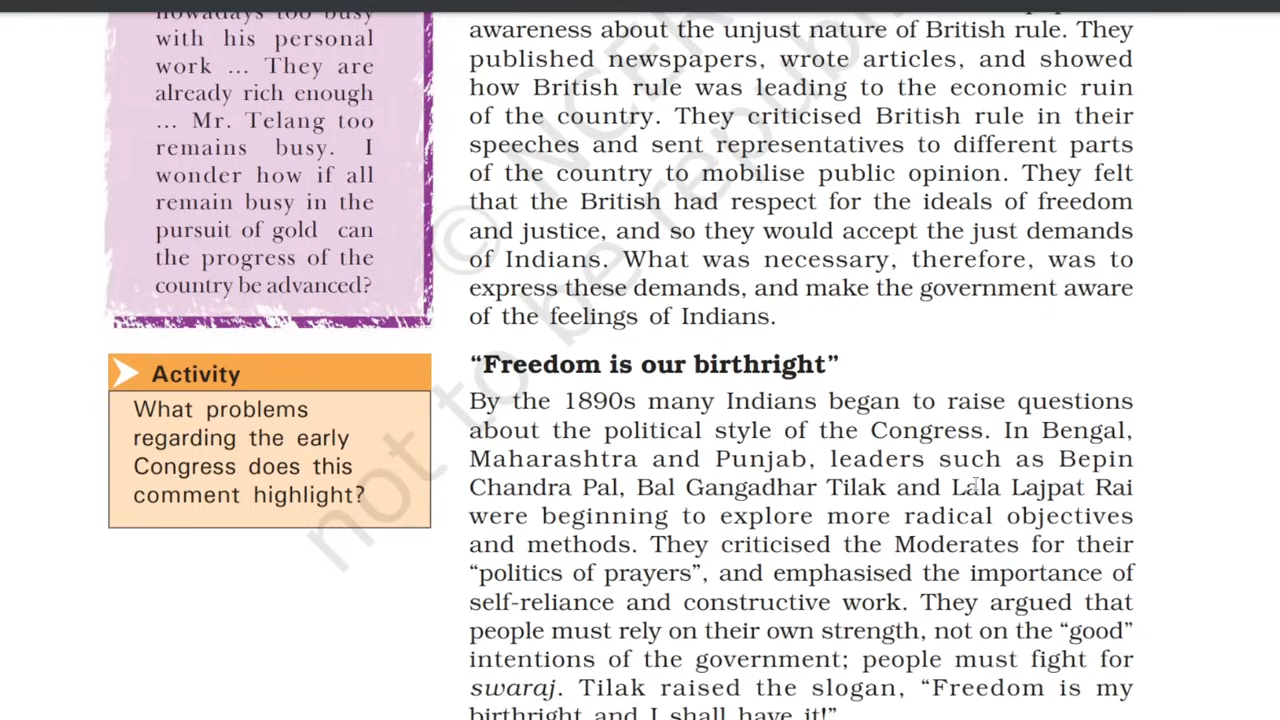 nowadays too busy
with his personal
work ... They are
already rich enough
... Mr. Telang too
remains busy. I
wonder how if all
remain busy in the
pursuit of gold can
the progress of the
country be advanced?
Activity
What problems
regarding the early
Congress does this
comment highlight?
awareness about the unjust nature of British rule. They
published newspapers, wrote articles, and showed
how British rule was leading to the economic ruin
of the country. They criticised British rule in their
speeches and sent representatives to different parts
of the country to mobilise public opinion. They felt
that the British had respect for the ideals of freedom
and justice, and so they would accept the just demands
of Indians. What was necessary, therefore, was to
express these demands, and make the government aware
of the feelings of Indians.
“Freedom is our birthright”
By the 1890s many Indians began to raise questions
about the political style of the Congress. In Bengal,
Maharashtra and Punjab, leaders such as Bepin
Chandra Pal, Bal Gangadhar Tilak and Lala Lajpat Rai
were beginning to explore more radical objectives
and methods. They criticised the Moderates for their
“politics of prayers”, and emphasised the importance of
self-reliance and constructive work. They argued that
people must rely on their own strength, not on the “good”
intentions of the government; people must fight for
swaraj. Tilak raised the slogan, “Freedom is my
birthright and I shall have it!”
© NCER
not to be republ